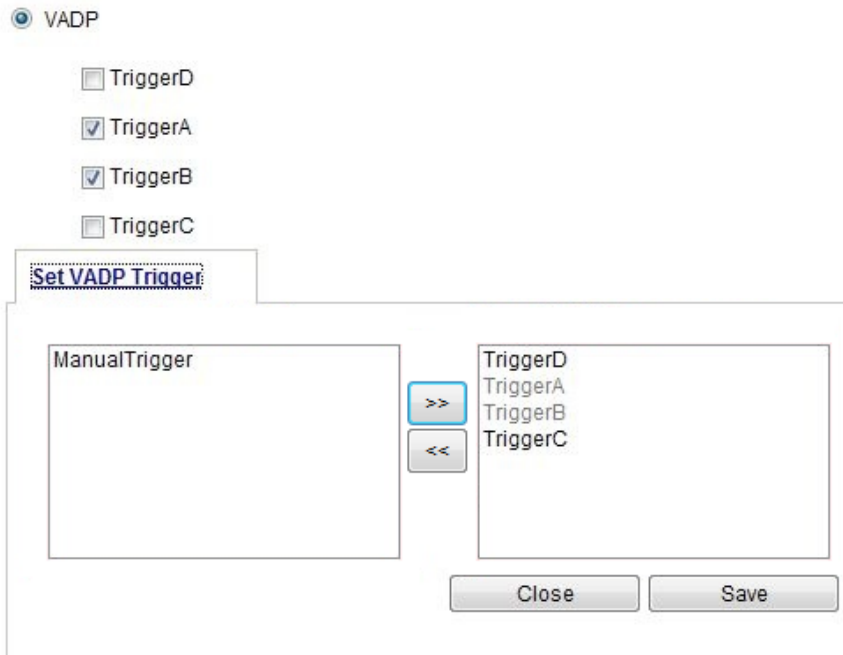 VADP
TriggerD
TriggerA
TriggerB
TriggerC
Set VADP Trigger
ManualTrigger
>>
<<
TriggerD
TriggerA
TriggerB
TriggerC
Close
Save